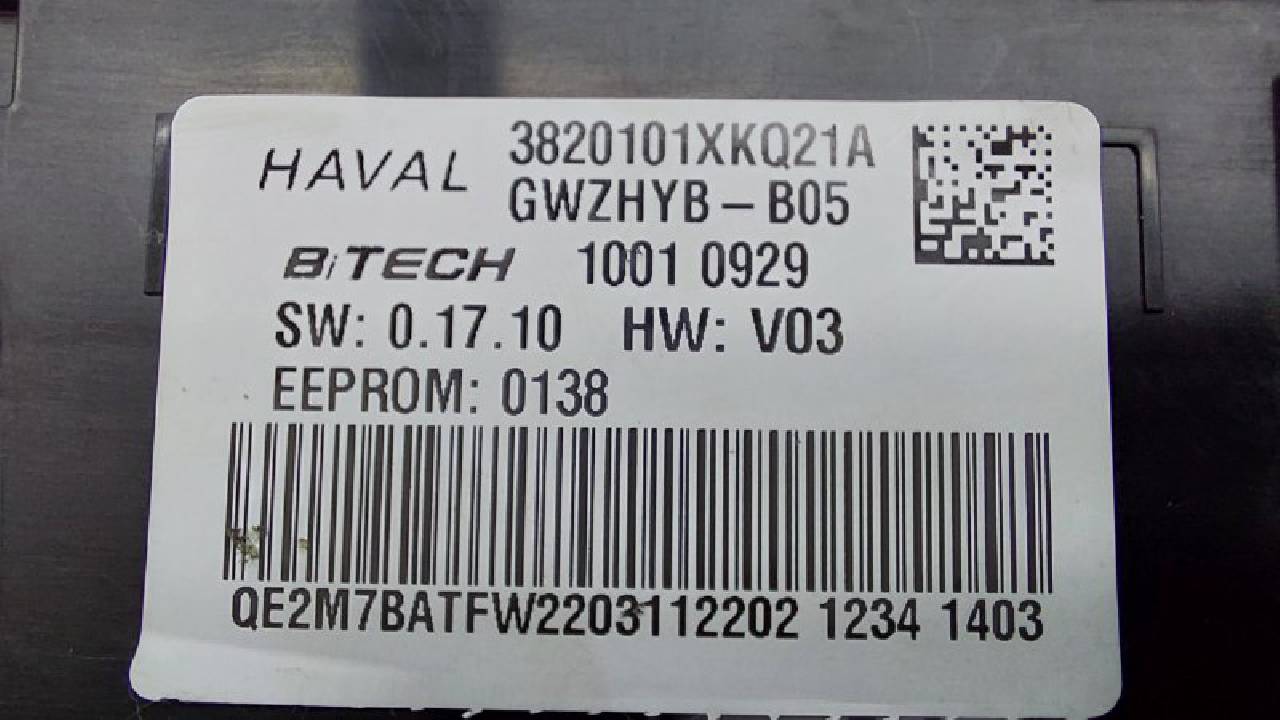 HAVAL 3820101XKQ21A
GWZHYB – B05
BiTECH 1001 0929
SW: 0.17.10 HW: V03
EEPROM: 0138
QE2M7BATFW2203112202 1234 1403